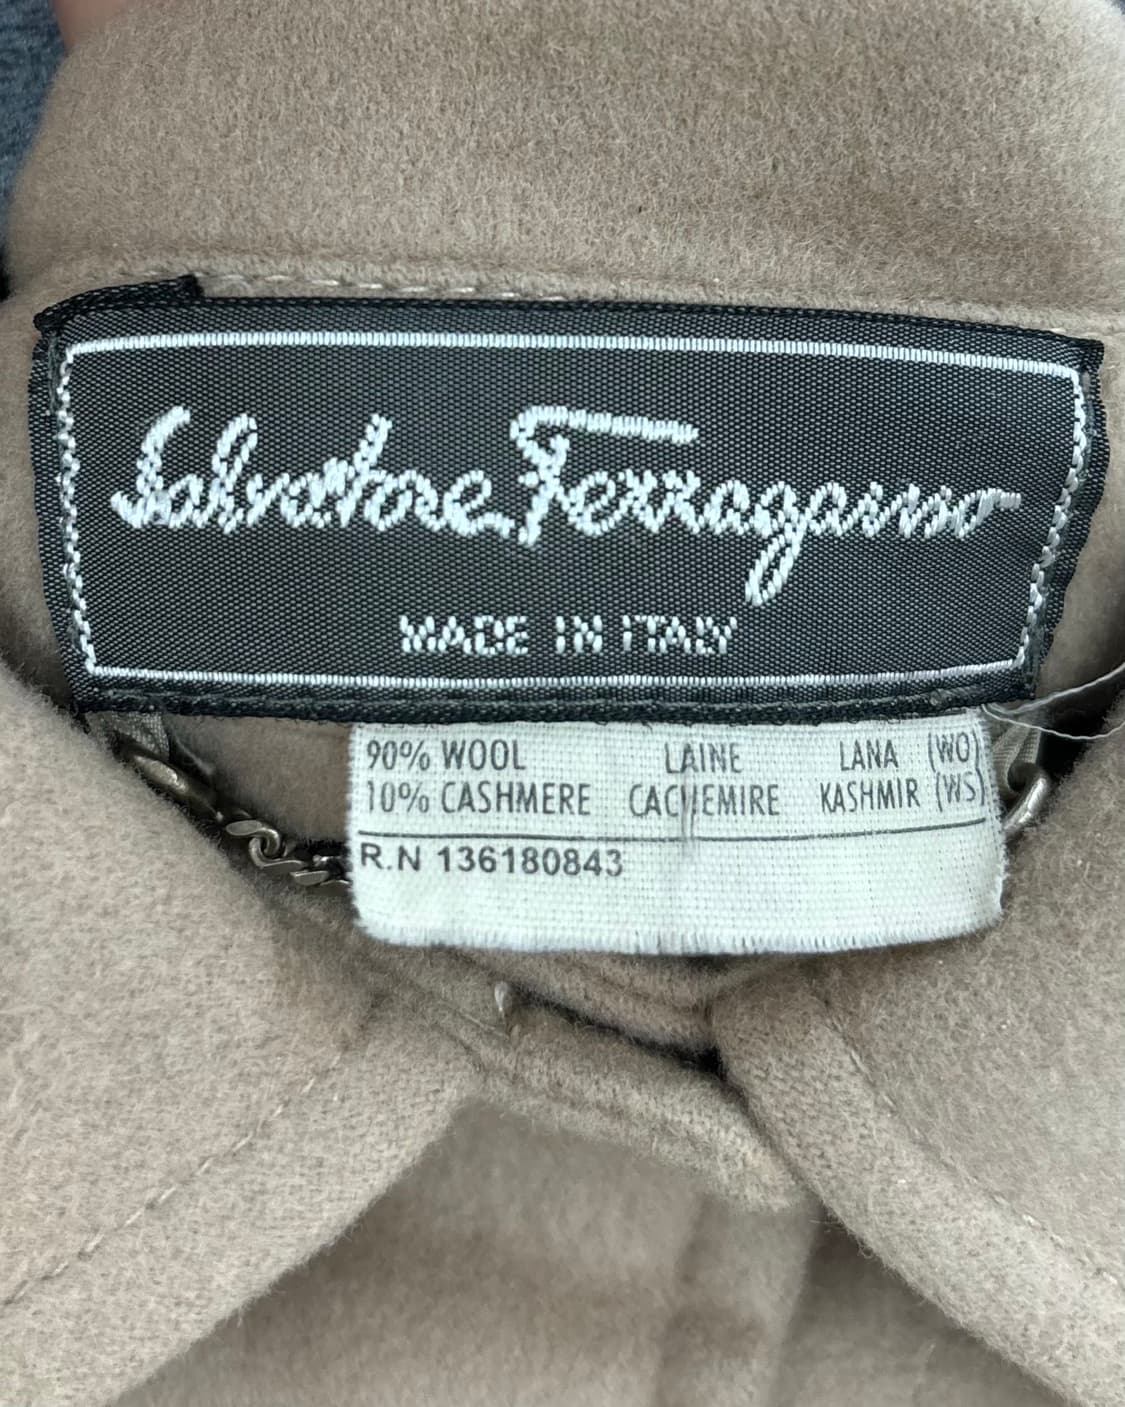 Salvatore Ferragamo
MADE IN ITALY
90% WOOL LAINE LANA (WO)
10% CASHMERE CACHEMIRE KASHMIR (WS)
R.N 136180843